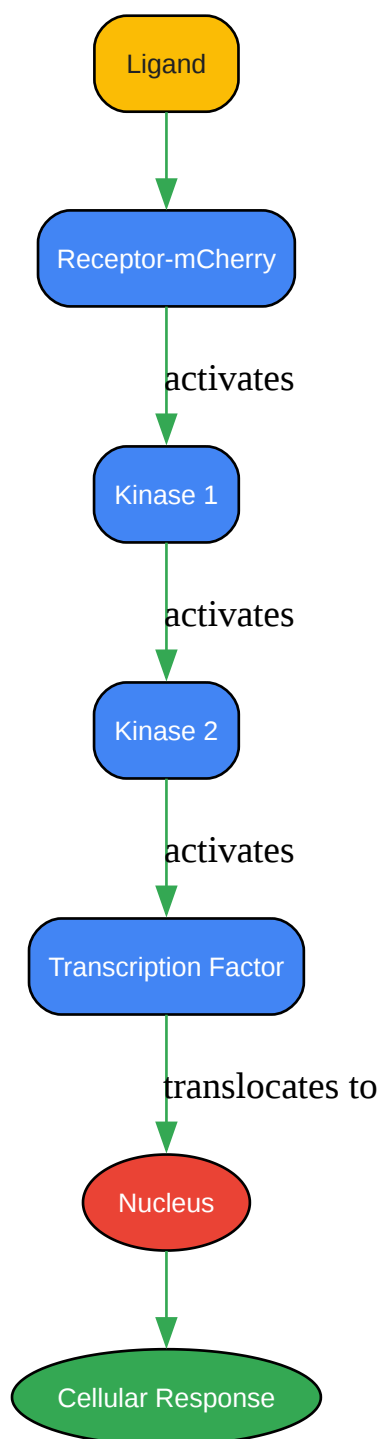 Ligand
Receptor-mCherry
activates
Kinase 1
activates
Kinase 2
activates
Transcription Factor
translocates to
Nucleus
Cellular Response